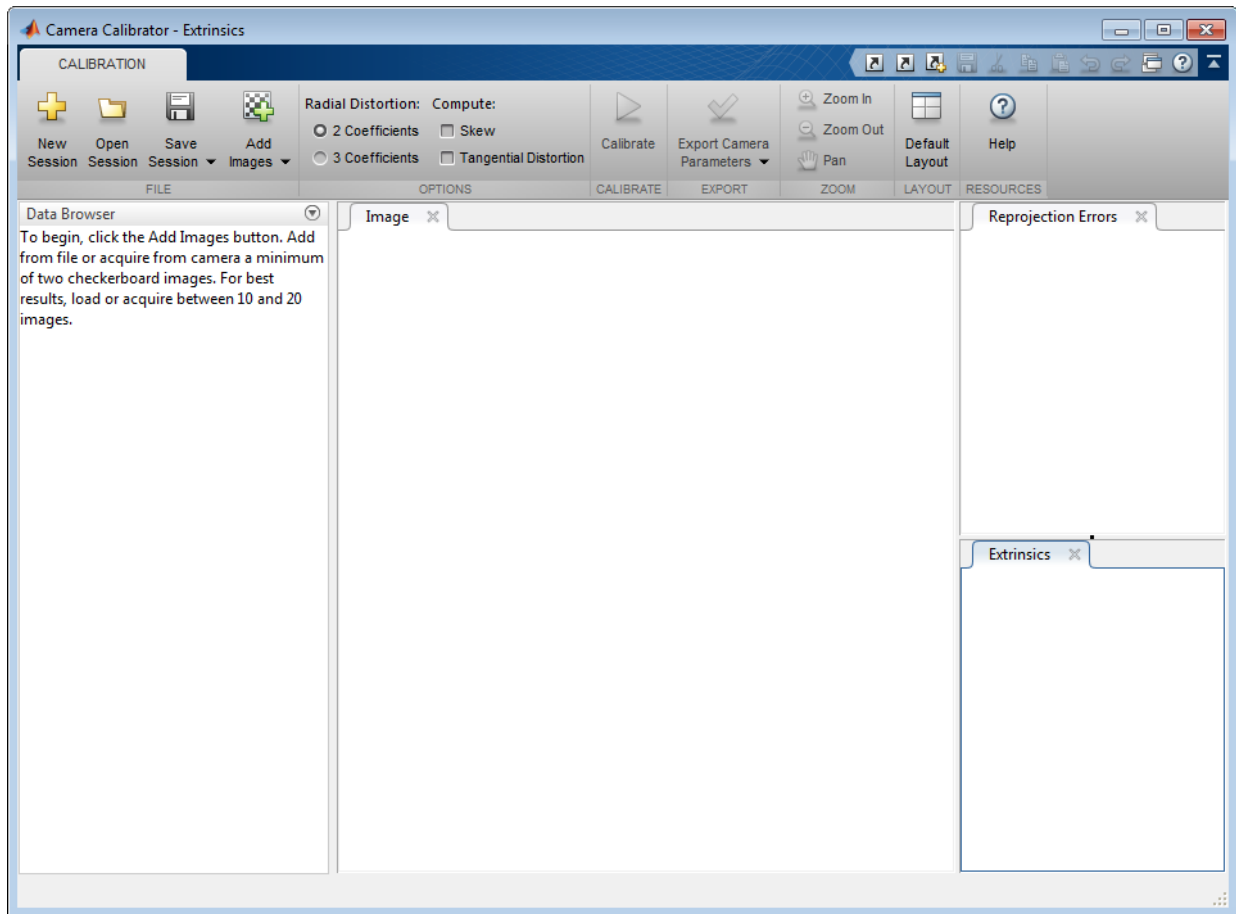 Camera Calibrator - Extrinsics
CALIBRATION
New
Session
Open
Session
Save
Session
Add
Images
Radial Distortion:
2 Coefficients
3 Coefficients
Compute:
Skew
Tangential Distortion
Calibrate
Export Camera
Parameters
Zoom In
Zoom Out
Pan
Default
Layout
Help
FILE
OPTIONS
CALIBRATE
EXPORT
ZOOM
LAYOUT
RESOURCES
Data Browser
To begin, click the Add Images button. Add
from file or acquire from camera a minimum
of two checkerboard images. For best
results, load or acquire between 10 and 20
images.
Image
Reprojection Errors
Extrinsics